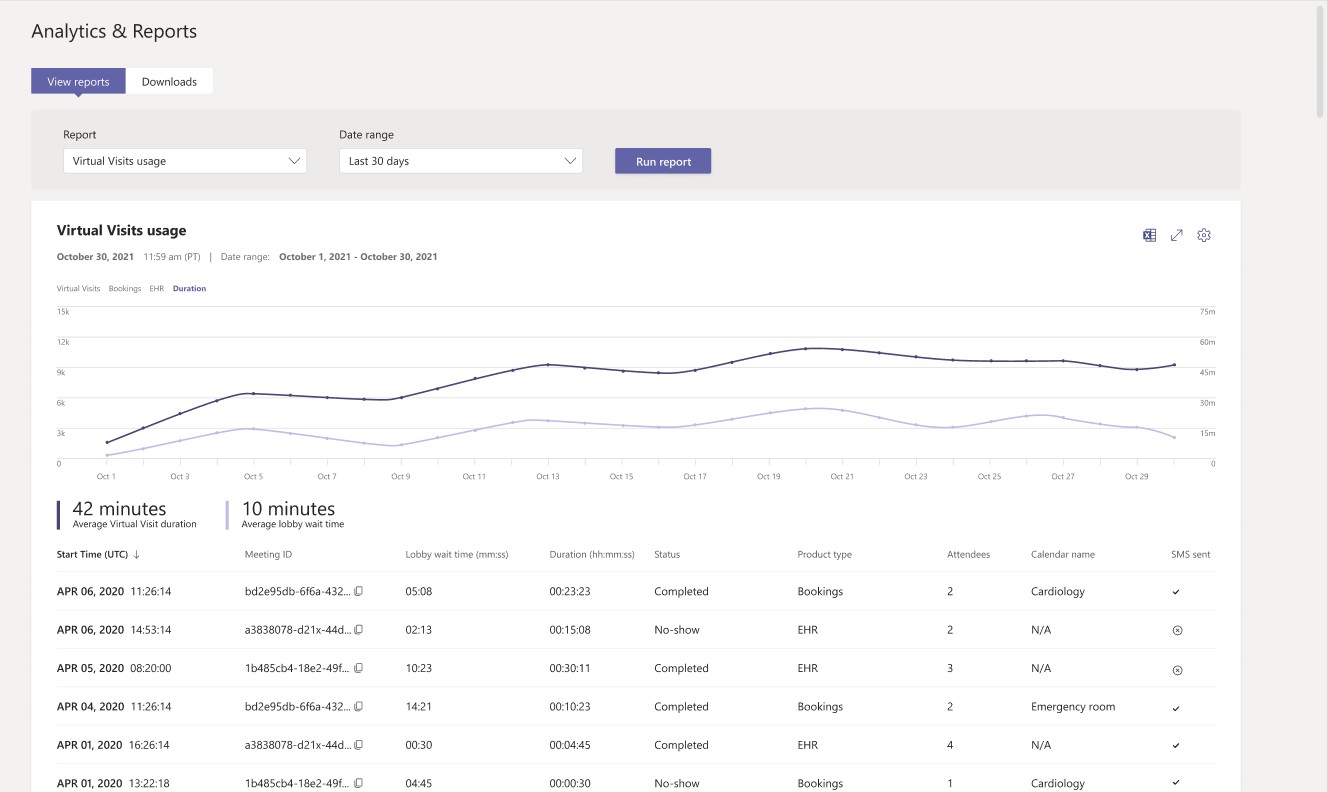 Analytics & Reports
View reports Downloads
Report Date range
Virtual Visits usage Last 30 days Run report
Virtual Visits usage
October 30, 2021 11:59 am (PT) | Date range: October 1, 2021 - October 30, 2021
Virtual Visits Bookings EHR Duration
15k 75m
12k 60m
9k 45m
6k 30m
3k 15m
0 0
Oct 1 Oct 3 Oct 5 Oct 7 Oct 9 Oct 11 Oct 13 Oct 15 Oct 17 Oct 19 Oct 21 Oct 23 Oct 25 Oct 27 Oct 29
42 minutes 10 minutes
Average Virtual Visit duration Average lobby wait time
Start Time (UTC) ↓ Meeting ID Lobby wait time (mm:ss) Duration (hh:mm:ss) Status Product type Attendees Calendar name SMS sent
APR 06, 2020 11:26:14 bd2e95db-6f6a-432... 05:08 00:23:23 Completed Bookings 2 Cardiology
APR 06, 2020 14:53:14 a3838078-d21x-44d... 02:13 00:15:08 No-show EHR 2 N/A
APR 05, 2020 08:20:00 1b485cb4-18e2-49f... 10:23 00:30:11 Completed EHR 3 N/A
APR 04, 2020 11:26:14 bd2e95db-6f6a-432... 14:21 00:10:23 Completed Bookings 2 Emergency room
APR 01, 2020 16:26:14 a3838078-d21x-44d... 00:30 00:04:45 Completed EHR 4 N/A
APR 01, 2020 13:22:18 1b485cb4-18e2-49f... 04:45 00:00:30 No-show Bookings 1 Cardiology